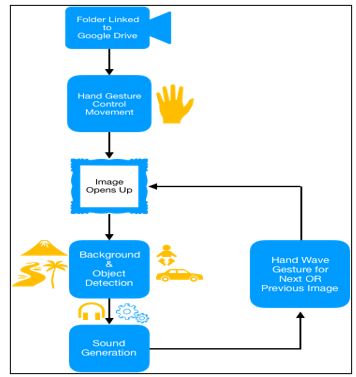 Folder Linked
to
Google Drive
Hand Gesture
Control
Movement
Image
Opens Up
Background
&
Object
Detection
Hand Wave
Gesture for
Next OR
Previous Image
Sound
Generation